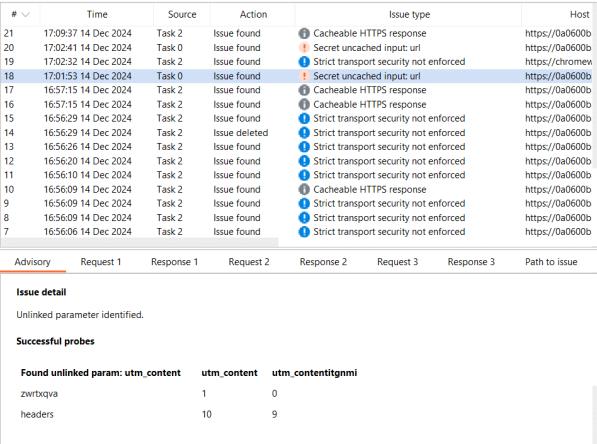 # Time Source Action Issue type Host
21 17:09:37 14 Dec 2024 Task 2 Issue found Cacheable HTTPS response https://0a0600b
20 17:02:41 14 Dec 2024 Task 0 Issue found Secret uncached input: url https://0a0600b
19 17:02:32 14 Dec 2024 Task 2 Issue found Strict transport security not enforced https://chromew
18 17:01:53 14 Dec 2024 Task 0 Issue found Secret uncached input: url https://0a0600b
17 16:57:15 14 Dec 2024 Task 2 Issue found Cacheable HTTPS response https://0a0600b
16 16:57:15 14 Dec 2024 Task 2 Issue found Cacheable HTTPS response https://0a0600b
15 16:56:29 14 Dec 2024 Task 2 Issue found Strict transport security not enforced https://0a0600b
14 16:56:29 14 Dec 2024 Task 2 Issue deleted Strict transport security not enforced https://0a0600b
13 16:56:26 14 Dec 2024 Task 2 Issue found Strict transport security not enforced https://0a0600b
12 16:56:20 14 Dec 2024 Task 2 Issue found Strict transport security not enforced https://0a0600b
11 16:56:10 14 Dec 2024 Task 2 Issue found Strict transport security not enforced https://0a0600b
10 16:56:09 14 Dec 2024 Task 2 Issue found Cacheable HTTPS response https://0a0600b
9 16:56:09 14 Dec 2024 Task 2 Issue found Strict transport security not enforced https://0a0600b
8 16:56:09 14 Dec 2024 Task 2 Issue found Strict transport security not enforced https://0a0600b
7 16:56:06 14 Dec 2024 Task 2 Issue found Strict transport security not enforced https://0a0600b
Advisory Request 1 Response 1 Request 2 Response 2 Request 3 Response 3 Path to issue
Issue detail
Unlinked parameter identified.
Successful probes
Found unlinked param: utm_content utm_content utm_contentitgnmi
zwrtxqva 1 0
headers 10 9